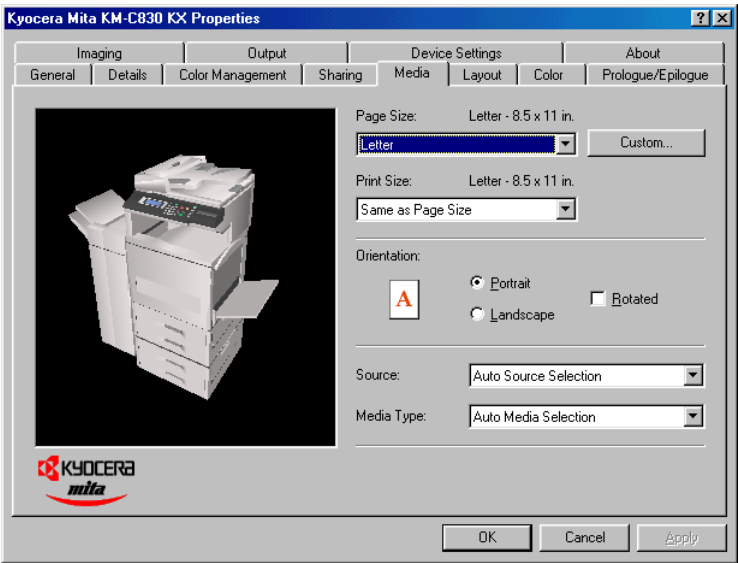 Kyocera Mita KM-C830 KX Properties
Imaging Output Device Settings About
General Details Color Management Sharing Media Layout Color Prologue/Epilogue
Page Size: Letter - 8.5 x 11 in.
Letter Custom...
Print Size: Letter - 8.5 x 11 in.
Same as Page Size
Orientation:
A Portrait Rotated
Landscape
Source: Auto Source Selection
Media Type: Auto Media Selection
KYOCERA
mita
OK Cancel Apply